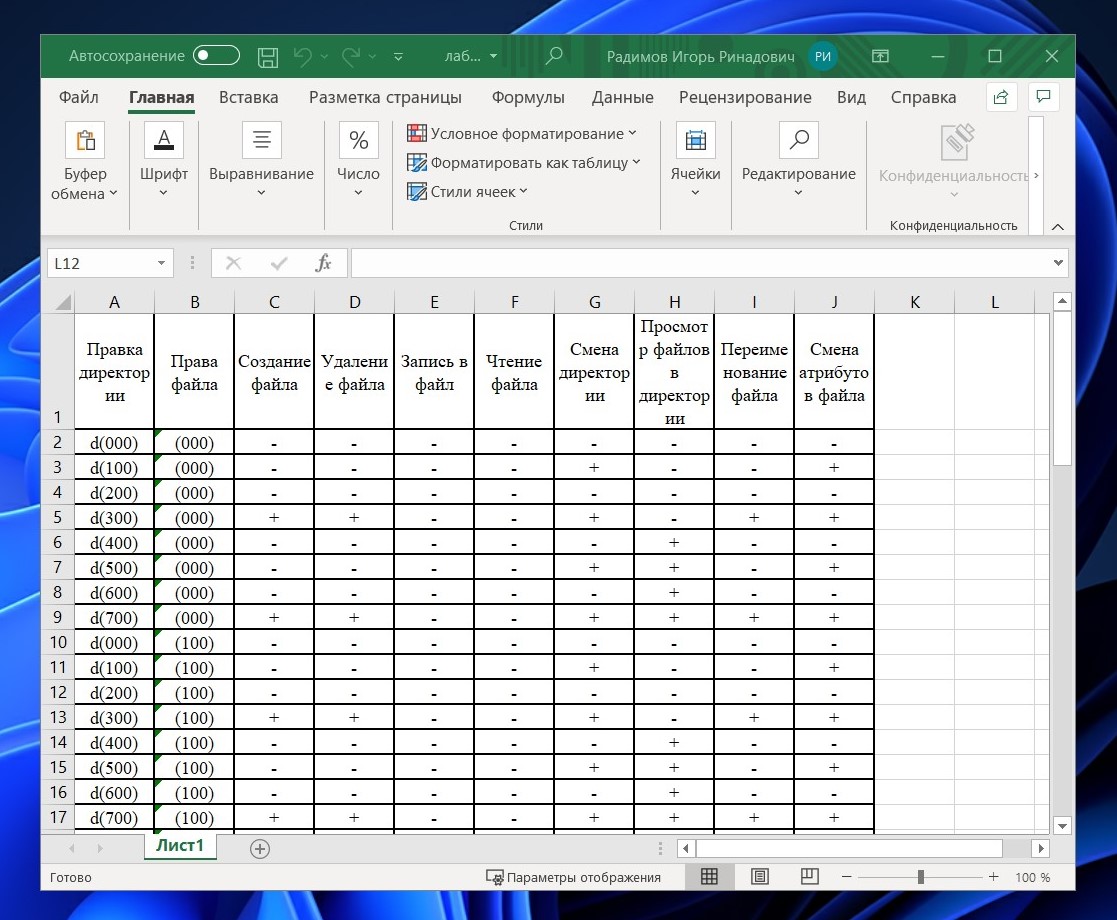 Автосохранение лаб... Радимов Игорь Ринадович РИ
Файл Главная Вставка Разметка страницы Формулы Данные Рецензирование Вид Справка
Буфер обмена
Шрифт
Выравнивание
%
Число
Условное форматирование
Форматировать как таблицу
Стили ячеек
Стили
Ячейки
Редактирование
Конфиденциальность
Конфиденциальность
L12 fx
A B C D E F G H I J K L
1 Правка директории Права файла Создание файла Удаление файла Запись в файл Чтение файла Смена директории Просмотр файлов в директории Переименование файла Смена атрибутов файла
2 d(000) (000) - - - - - - - -
3 d(100) (000) - - - - + - - +
4 d(200) (000) - - - - - - - -
5 d(300) (000) + + - - + - + +
6 d(400) (000) - - - - - + - -
7 d(500) (000) - - - - + + - +
8 d(600) (000) - - - - - + - -
9 d(700) (000) + + - - + + + +
10 d(000) (100) - - - - - - - -
11 d(100) (100) - - - - + - - +
12 d(200) (100) - - - - - - - -
13 d(300) (100) + + - - + - + +
14 d(400) (100) - - - - - + - -
15 d(500) (100) - - - - + + - +
16 d(600) (100) - - - - - + - -
17 d(700) (100) + + - - + + + +
Лист1
Готово Параметры отображения 100 %